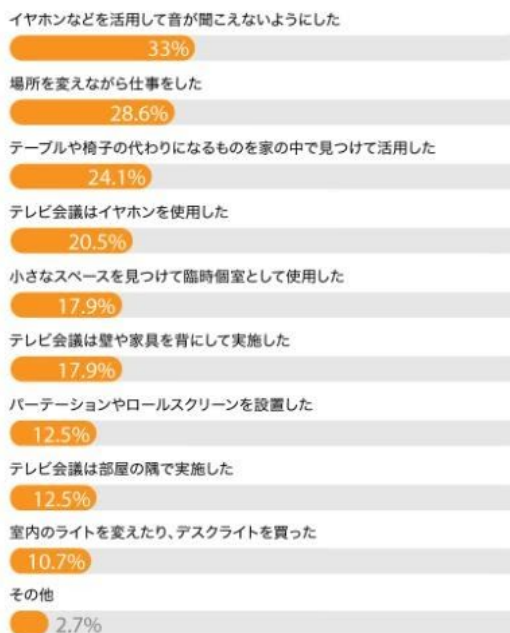 イヤホンなどを活用して音が聞こえないようにした
33%
場所を変えながら仕事をした
28.6%
テーブルや椅子の代わりになるものを家の中で見つけて活用した
24.1%
テレビ会議はイヤホンを使用した
20.5%
小さなスペースを見つけて臨時個室として使用した
17.9%
テレビ会議は壁や家具を背にして実施した
17.9%
パーテーションやロールスクリーンを設置した
12.5%
テレビ会議は部屋の隅で実施した
12.5%
室内のライトを変えたり、デスクライトを買った
10.7%
その他
2.7%